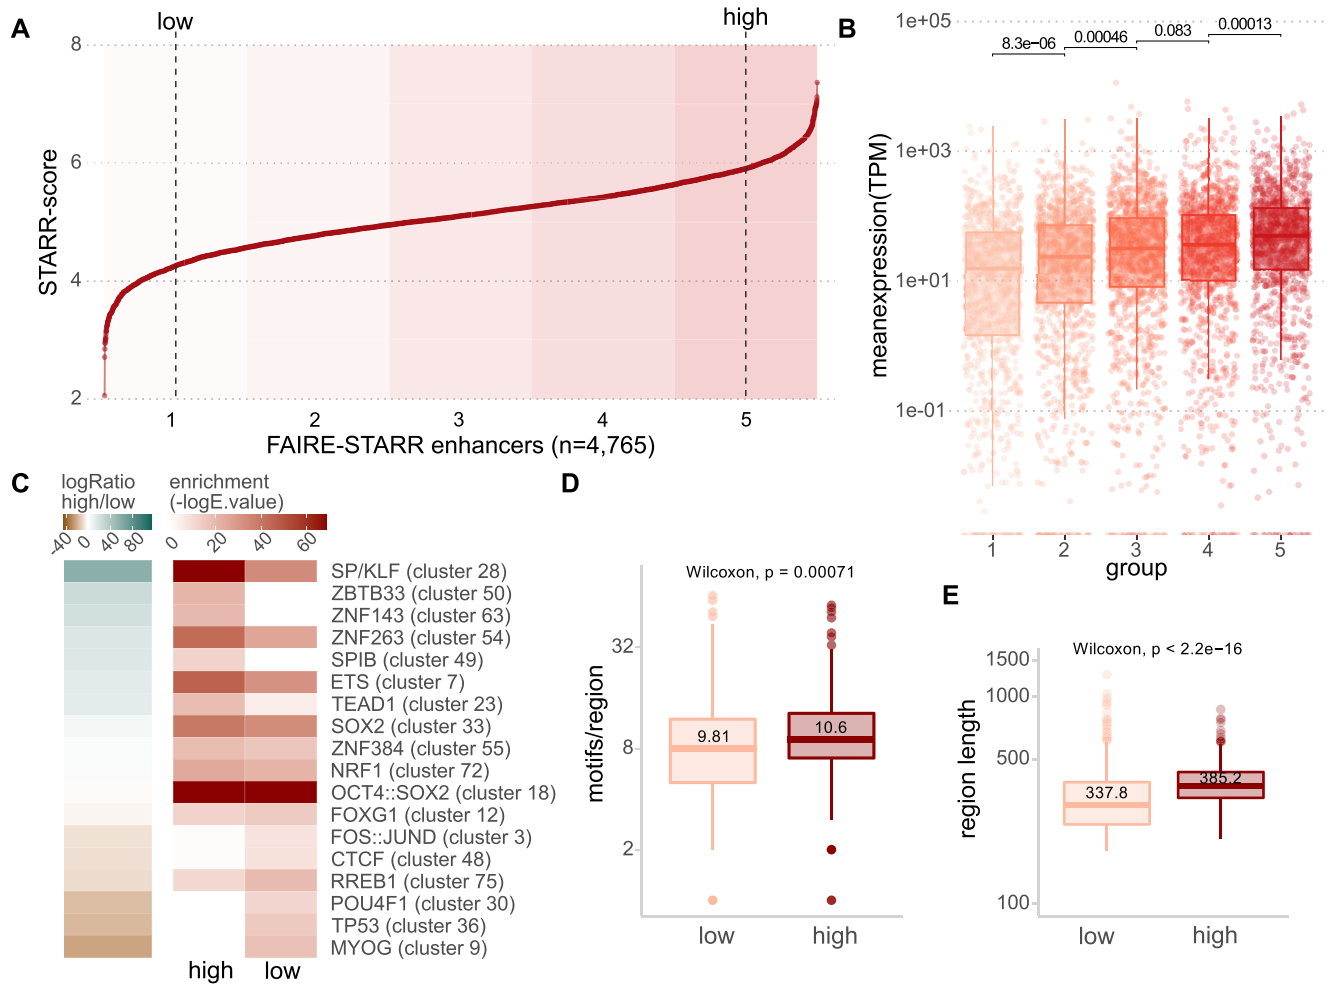 A
low
high
8
6
4
2
STARR-score
1
2
3
4
5
FAIRE-STARR enhancers (n=4,765)
B
1e+05
1e+03
1e+01
1e-01
meanexpression(TPM)
8.3e−06
0.00046
0.083
0.00013
1
2
3
4
5
group
C
logRatio
high/low
-40
0
40
80
enrichment
(-logE.value)
0
20
40
60
SP/KLF (cluster 28)
ZBTB33 (cluster 50)
ZNF143 (cluster 63)
ZNF263 (cluster 54)
SPIB (cluster 49)
ETS (cluster 7)
TEAD1 (cluster 23)
SOX2 (cluster 33)
ZNF384 (cluster 55)
NRF1 (cluster 72)
OCT4::SOX2 (cluster 18)
FOXG1 (cluster 12)
FOS::JUND (cluster 3)
CTCF (cluster 48)
RREB1 (cluster 75)
POU4F1 (cluster 30)
TP53 (cluster 36)
MYOG (cluster 9)
high
low
D
Wilcoxon, p = 0.00071
32
8
2
motifs/region
9.81
10.6
low
high
E
Wilcoxon, p < 2.2e−16
1500
1000
500
100
region length
337.8
385.2
low
high